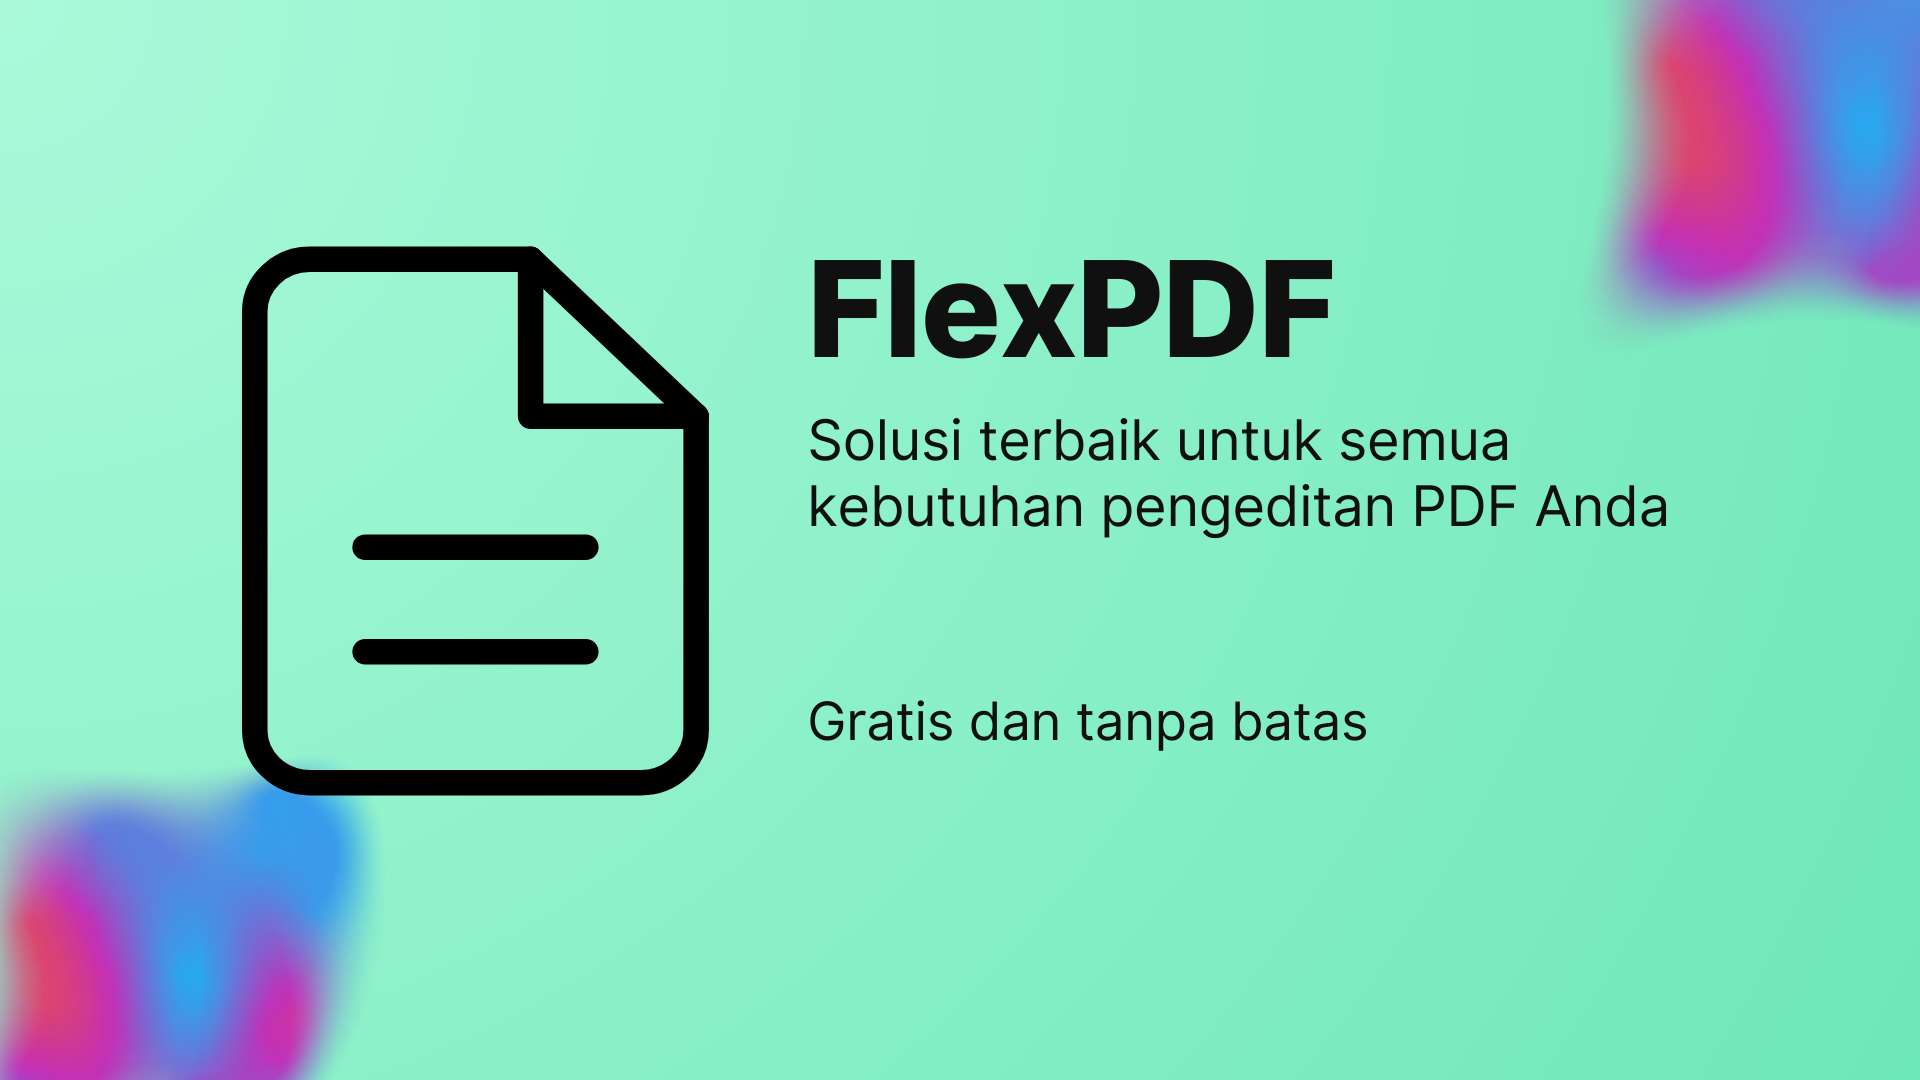 FlexPDF
Solusi terbaik untuk semua
kebutuhan pengeditan PDF Anda
Gratis dan tanpa batas